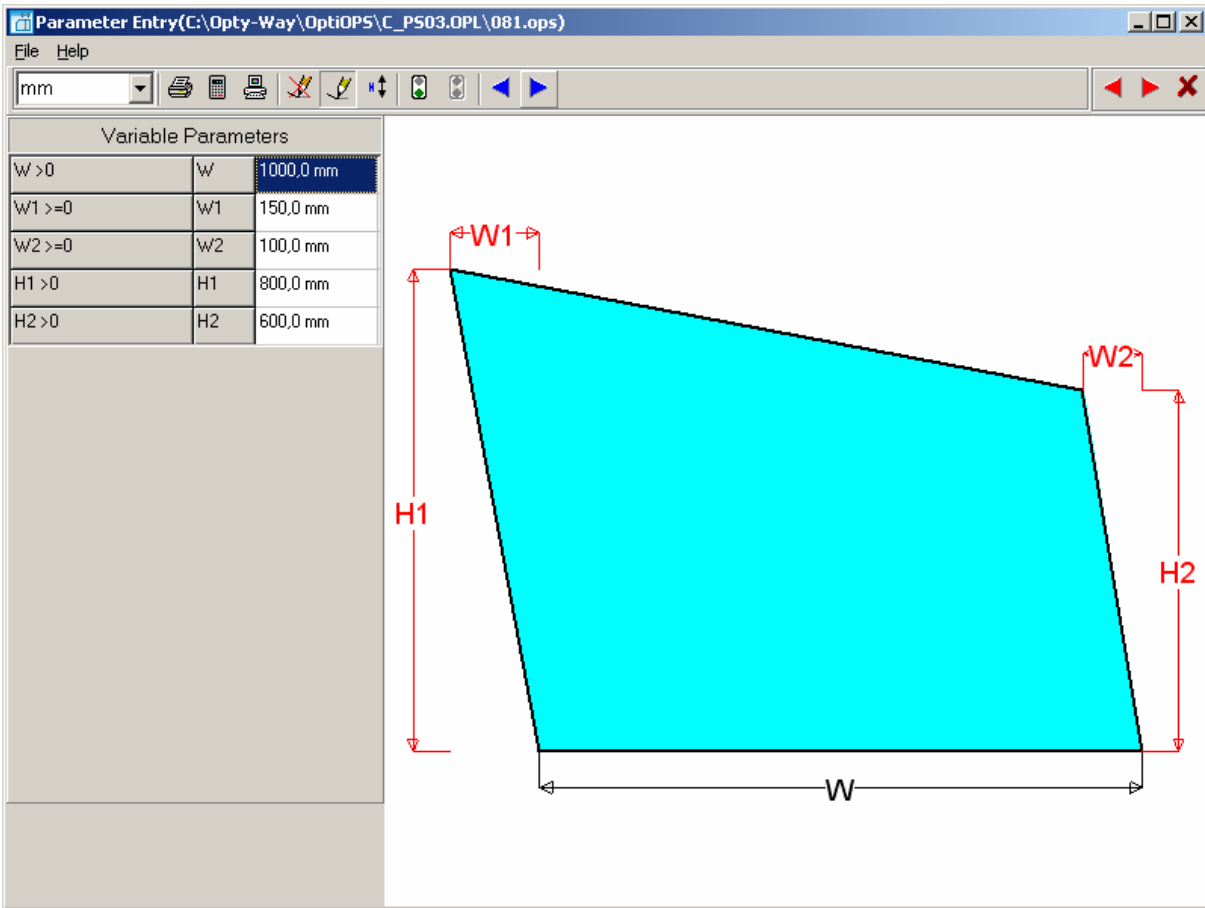 Parameter Entry(C:\Opty-Way\OptiOPS\C_PS03.OPL\081.ops)
File Help
mm
Variable Parameters
W >0 W 1000,0 mm
W1 >=0 W1 150,0 mm
W2 >=0 W2 100,0 mm
H1 >0 H1 800,0 mm
H2 >0 H2 600,0 mm
W1
W2
H1
H2
W